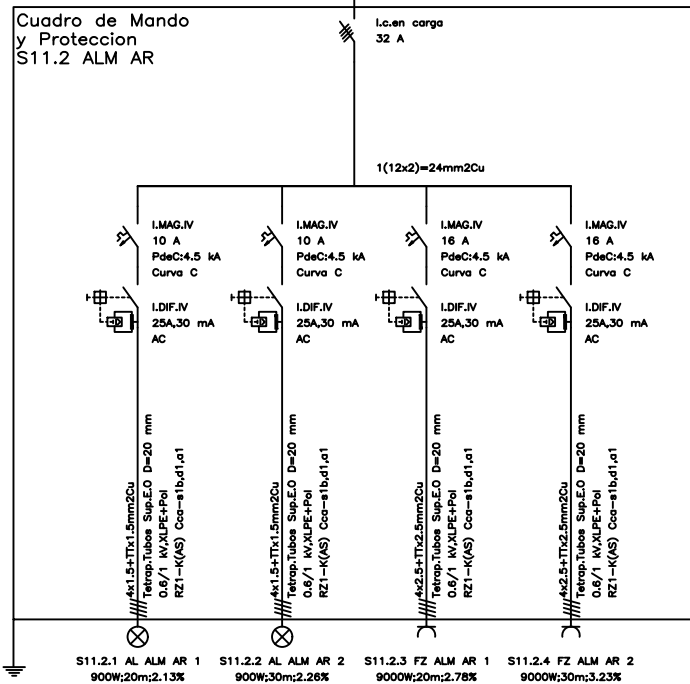 Cuadro de Mando
y Proteccion
S11.2 ALM AR
I.c.en carga
32 A
1(12x2)=24mm2Cu
I.MAG.IV
10 A
PdeC:4.5 kA
Curva C
I.DIF.IV
25A,30 mA
AC
I.MAG.IV
10 A
PdeC:4.5 kA
Curva C
I.DIF.IV
25A,30 mA
AC
I.MAG.IV
16 A
PdeC:4.5 kA
Curva C
I.DIF.IV
25A,30 mA
AC
I.MAG.IV
16 A
PdeC:4.5 kA
Curva C
I.DIF.IV
25A,30 mA
AC
4x1.5+TTx1.5mm2Cu
Tetrap.Tubos Sup.E.O D=20 mm
0.6/1 kV,XLPE+Pol
RZ1-K(AS) Cca-s1b,d1,a1
4x1.5+TTx1.5mm2Cu
Tetrap.Tubos Sup.E.O D=20 mm
0.6/1 kV,XLPE+Pol
RZ1-K(AS) Cca-s1b,d1,a1
4x2.5+TTx2.5mm2Cu
Tetrap.Tubos Sup.E.O D=20 mm
0.6/1 kV,XLPE+Pol
RZ1-K(AS) Cca-s1b,d1,a1
4x2.5+TTx2.5mm2Cu
Tetrap.Tubos Sup.E.O D=20 mm
0.6/1 kV,XLPE+Pol
RZ1-K(AS) Cca-s1b,d1,a1
S11.2.1 AL ALM AR 1
900W;20m;2.13%
S11.2.2 AL ALM AR 2
900W;30m;2.26%
S11.2.3 FZ ALM AR 1
9000W;20m;2.78%
S11.2.4 FZ ALM AR 2
9000W;30m;3.23%